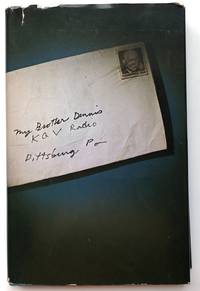 My Brother Dennis
KQV Radio
Pittsburg Pa